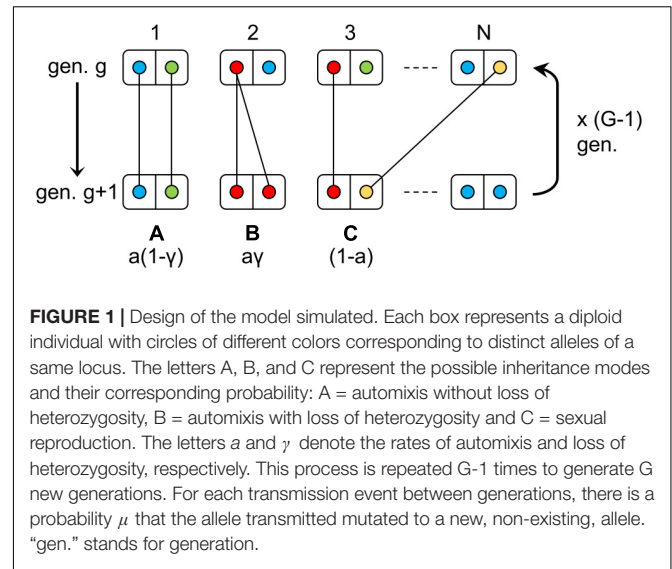 1 2 3 N
gen. g
x (G-1)
gen.
gen. g+1
A B C
a(1-γ) aγ (1-a)
FIGURE 1 | Design of the model simulated. Each box represents a diploid
individual with circles of different colors corresponding to distinct alleles of a
same locus. The letters A, B, and C represent the possible inheritance modes
and their corresponding probability: A = automixis without loss of
heterozygosity, B = automixis with loss of heterozygosity and C = sexual
reproduction. The letters a and γ denote the rates of automixis and loss of
heterozygosity, respectively. This process is repeated G-1 times to generate G
new generations. For each transmission event between generations, there is a
probability μ that the allele transmitted mutated to a new, non-existing, allele.
“gen.” stands for generation.